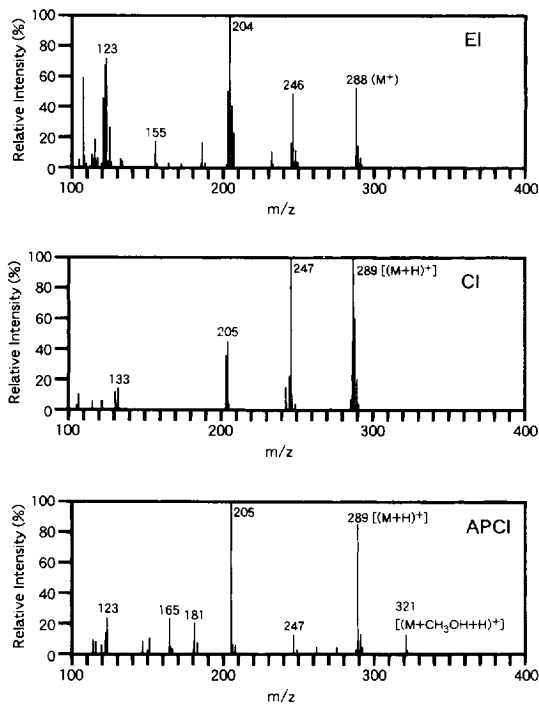 EI
Relative Intensity (%)
100
80
60
40
20
0
123
155
204
246
288 (M⁺)
100 200 300 400
m/z
CI
Relative Intensity (%)
100
80
60
40
20
0
133
205
247
289 [(M+H)⁺]
100 200 300 400
m/z
APCI
Relative Intensity (%)
100
80
60
40
20
0
123
165
181
205
247
289 [(M+H)⁺]
321
[(M+CH₃OH+H)⁺]
100 200 300 400
m/z